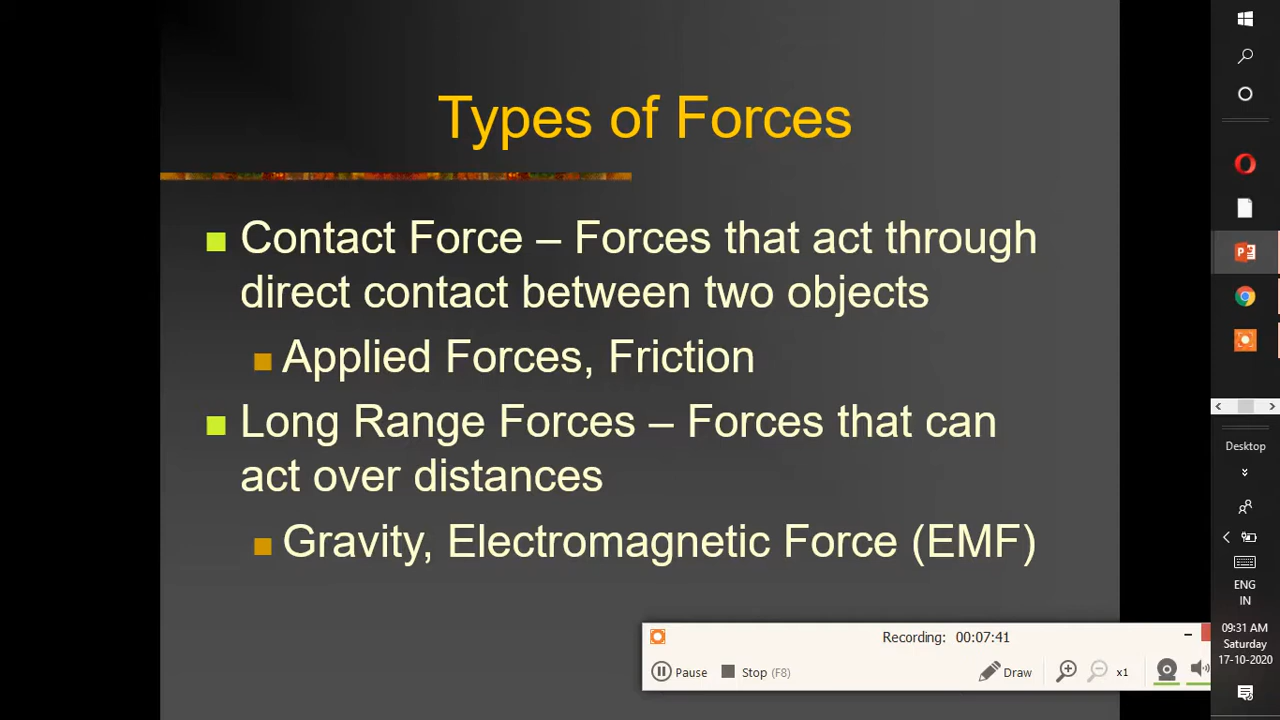 Types of Forces
Contact Force – Forces that act through
direct contact between two objects
Applied Forces, Friction
Long Range Forces – Forces that can
act over distances
Gravity, Electromagnetic Force (EMF)
Recording: 00:07:41
Pause Stop (F8) Draw x1
Desktop
ENG
IN
09:31 AM
Saturday
17-10-2020